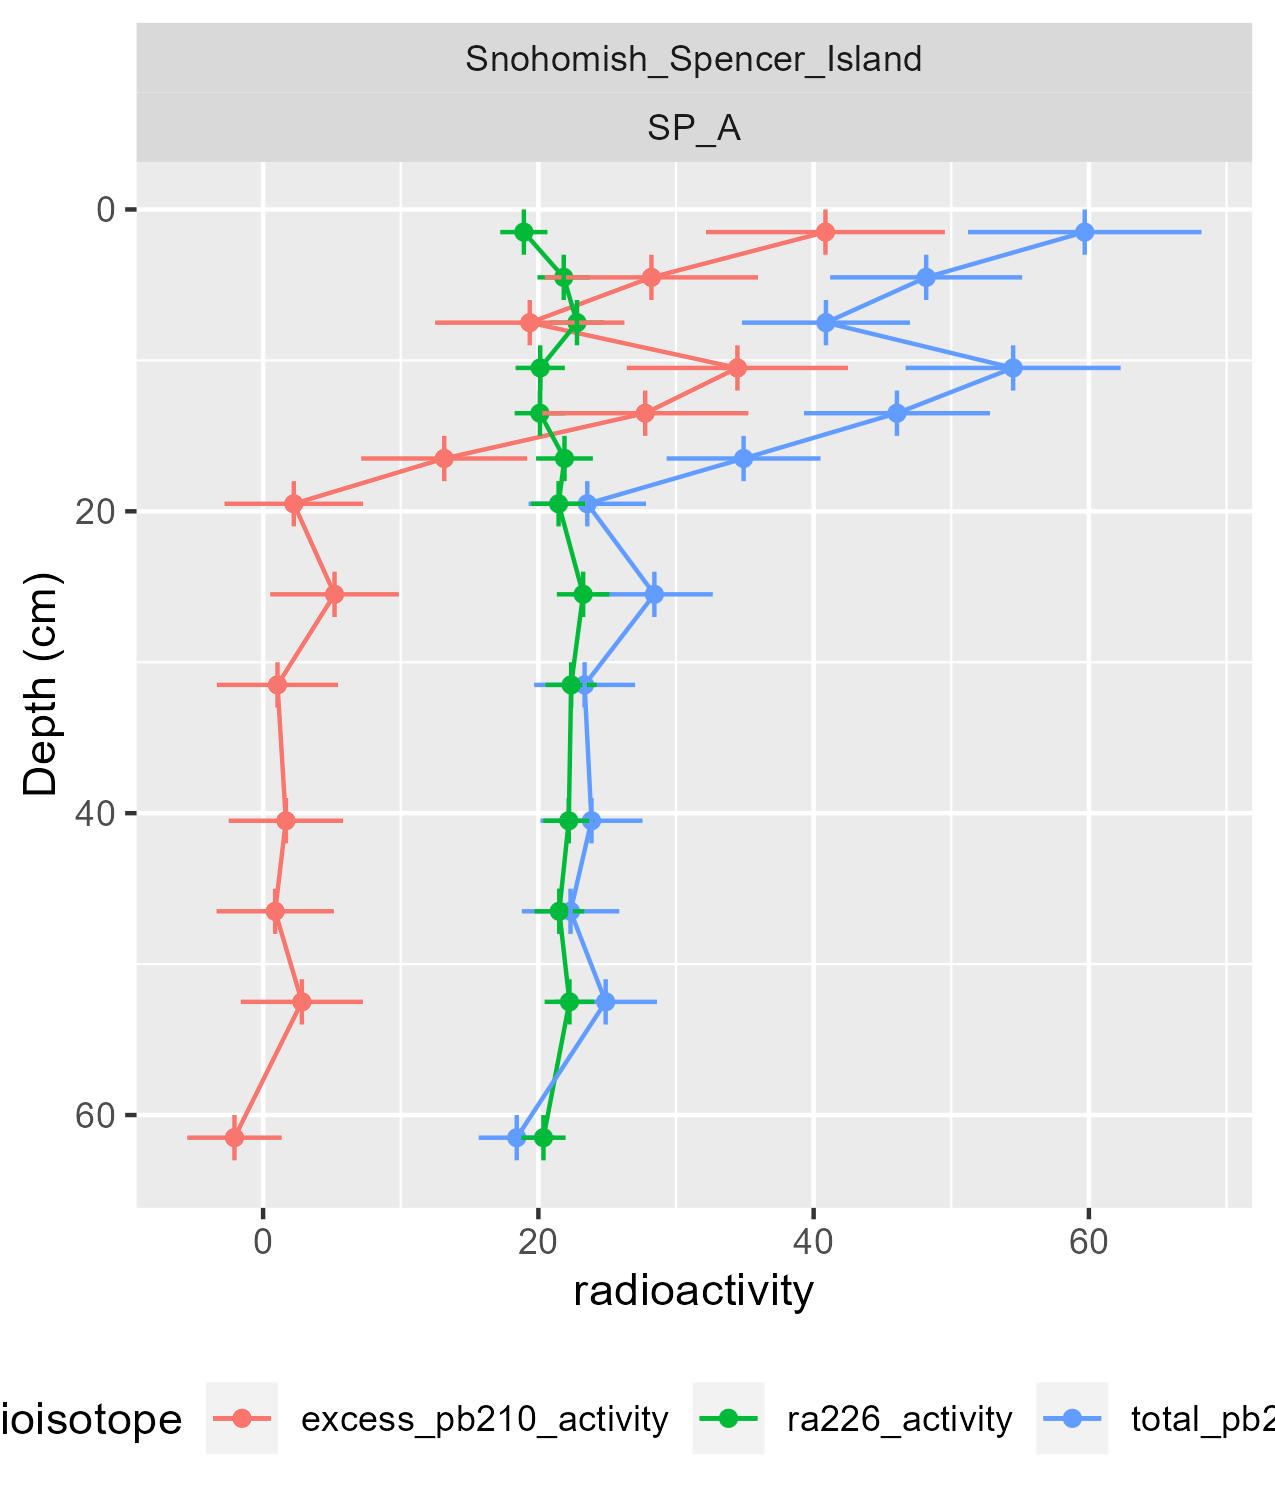 Snohomish_Spencer_Island
SP_A
0
20
40
60
Depth (cm)
0 20 40 60
radioactivity
ioisotope excess_pb210_activity ra226_activity total_pb2